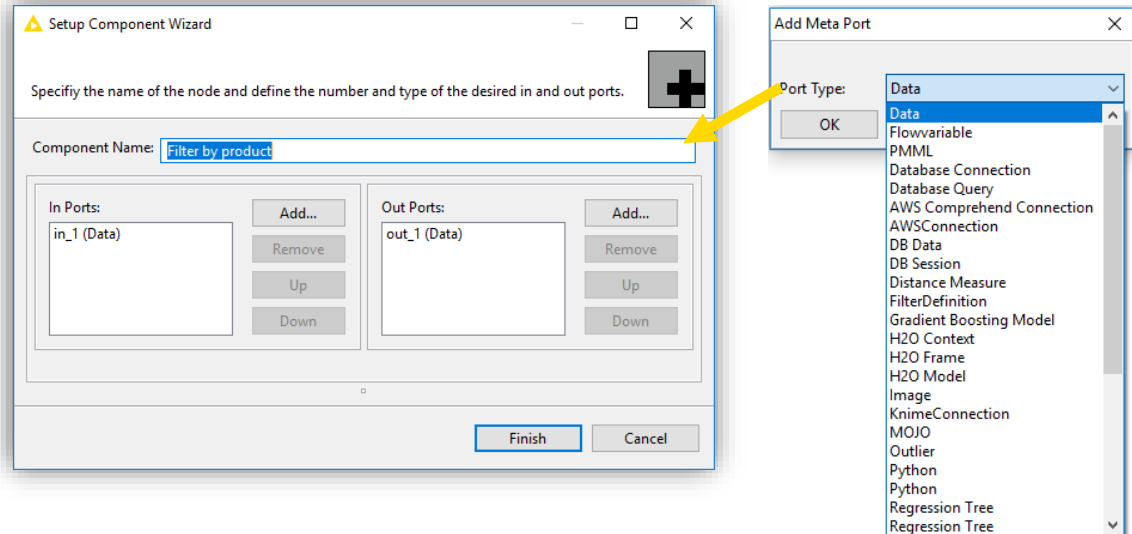 Setup Component Wizard
Specifiy the name of the node and define the number and type of the desired in and out ports.
Component Name:
Filter by product
In Ports:
in_1 (Data)
Add...
Remove
Up
Down
Out Ports:
out_1 (Data)
Add...
Remove
Up
Down
Finish
Cancel
Add Meta Port
Port Type:
Data
OK
Data
Flowvariable
PMML
Database Connection
Database Query
AWS Comprehend Connection
AWSConnection
DB Data
DB Session
Distance Measure
FilterDefinition
Gradient Boosting Model
H2O Context
H2O Frame
H2O Model
Image
KnimeConnection
MOJO
Outlier
Python
Python
Regression Tree
Regression Tree